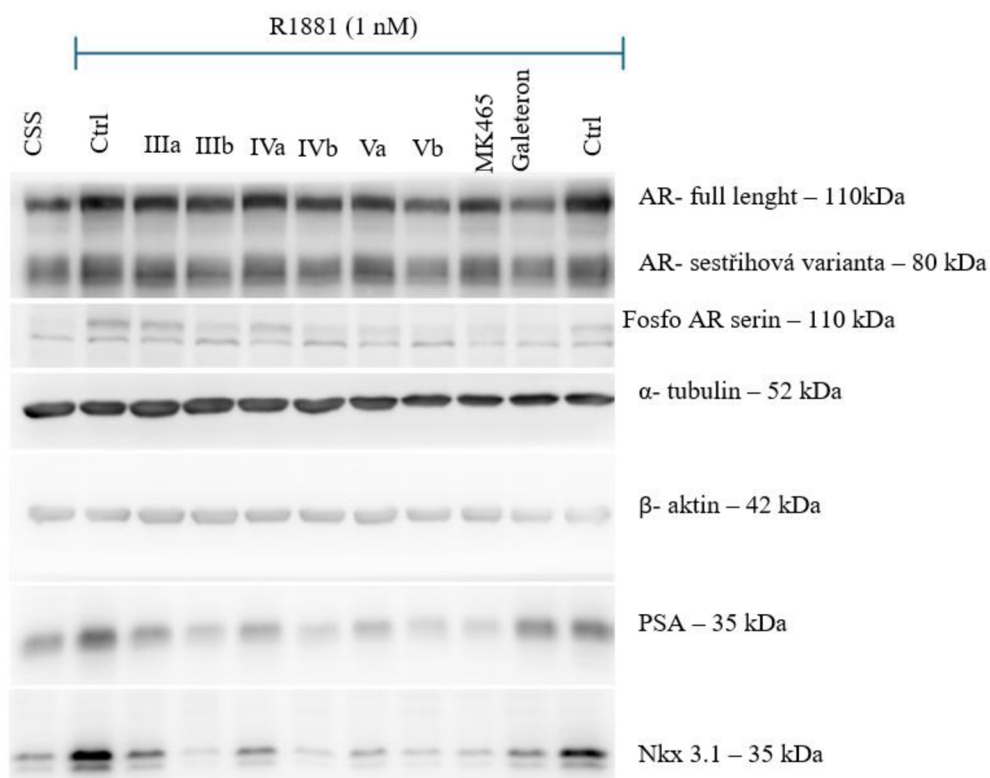 R1881 (1 nM)
CSS
Ctrl
IIIa
IIIb
IVa
IVb
Va
Vb
MK465
Galeteron
Ctrl
AR- full lenght – 110kDa
AR- sestřihová varianta – 80 kDa
Fosfo AR serin – 110 kDa
α- tubulin – 52 kDa
β- aktin – 42 kDa
PSA – 35 kDa
Nkx 3.1 – 35 kDa